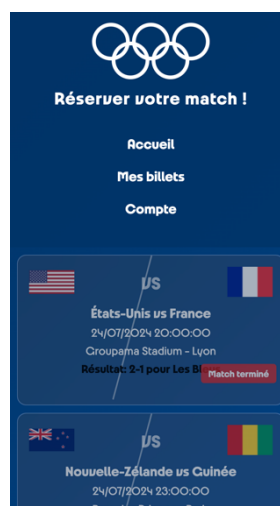 Réserver votre match !
Accueil
Mes billets
Compte
VS
États-Unis vs France
24/07/2024 20:00:00
Groupama Stadium - Lyon
Résultat: 2-1 pour Les
Match terminé
VS
Nouvelle-Zélande vs Guinée
24/07/2024 23:00:00